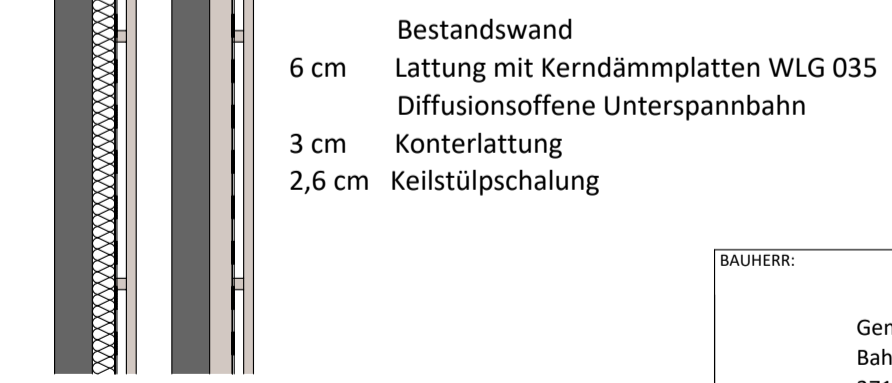 Bestandswand
6 cm Lattung mit Kerndämmplatten WLG 035
Diffusionsoffene Unterspannbahn
3 cm Konterlattung
2,6 cm Keilstülpschalung
BAUHERR: